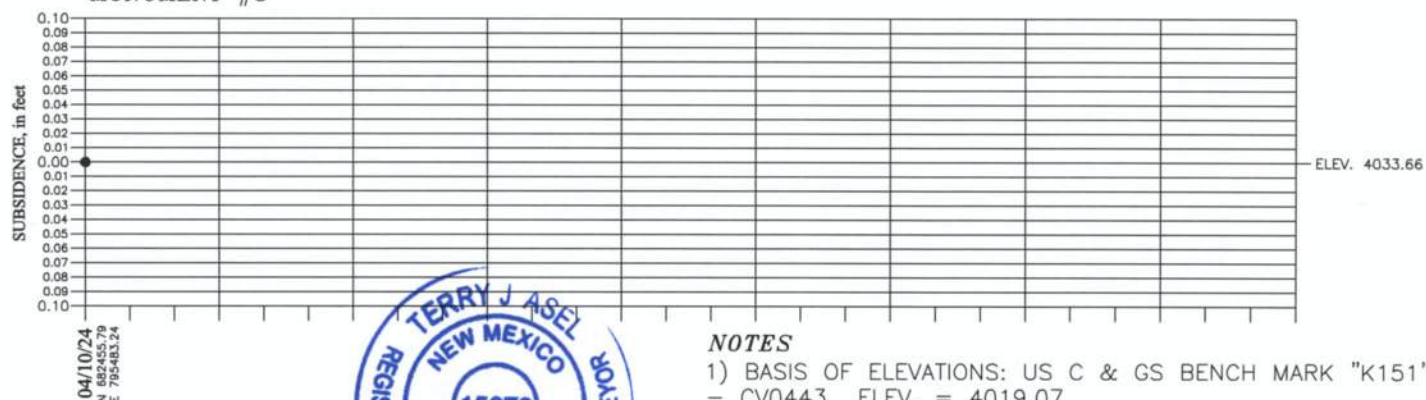 0.10
0.09
0.08
0.07
0.06
0.05
0.04
0.03
0.02
0.01
0.00
0.01
0.02
0.03
0.04
0.05
0.06
0.07
0.08
0.09
0.10
SUBSIDENCE, in feet
ELEV. 4033.66
04/10/24
N 682455.79
E 795483.24
TERRY J ASEL
NEW MEXICO
NOTES
1) BASIS OF ELEVATIONS: US C & GS BENCH MARK "K151"
– CV0443, ELEV. = 4019.07